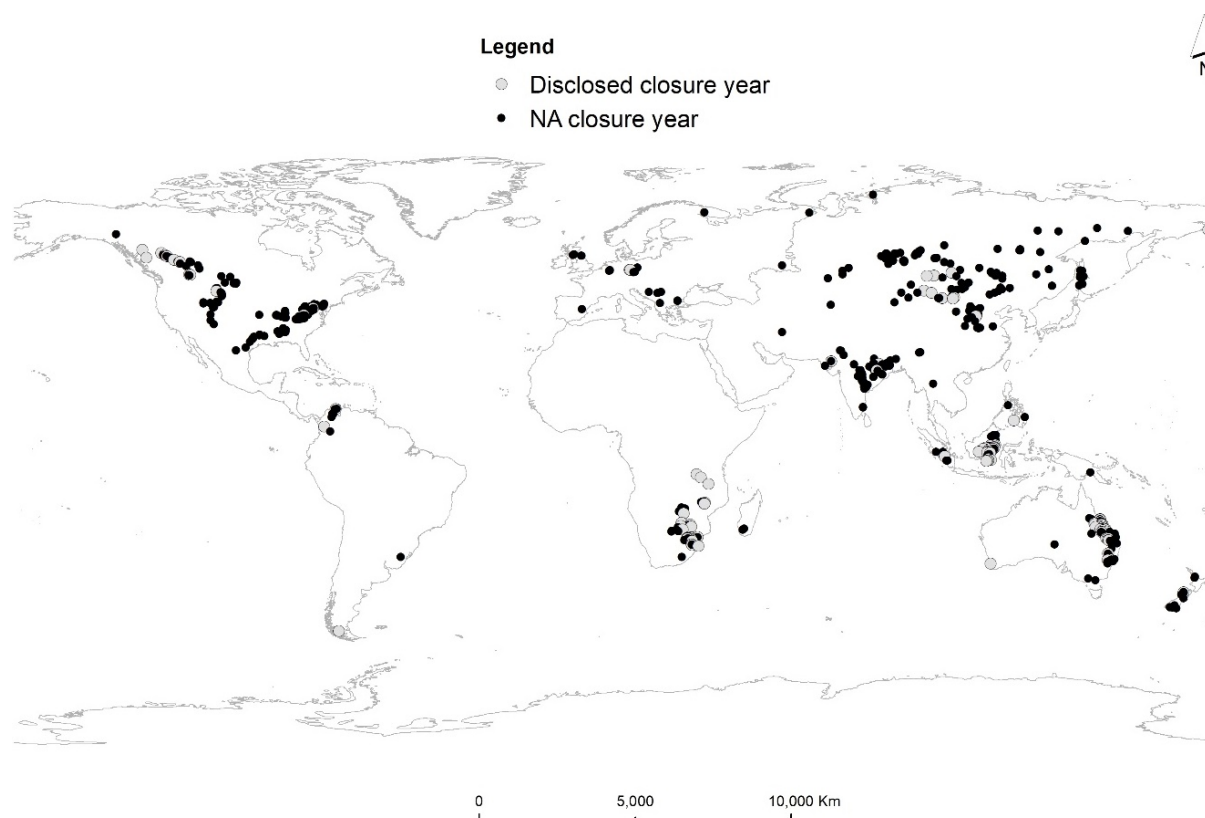 Legend
Disclosed closure year
NA closure year
N
0 5,000 10,000 Km